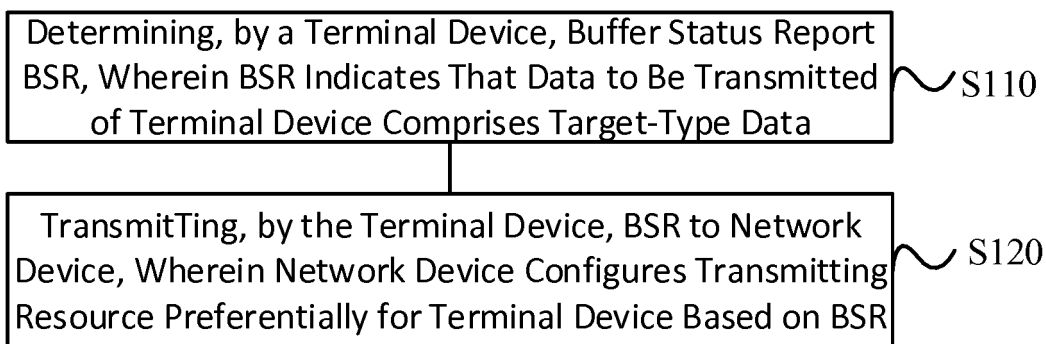 Determining, by a Terminal Device, Buffer Status Report
BSR, Wherein BSR Indicates That Data to Be Transmitted
of Terminal Device Comprises Target-Type Data
S110
TransmitTing, by the Terminal Device, BSR to Network
Device, Wherein Network Device Configures Transmitting
Resource Preferentially for Terminal Device Based on BSR
S120